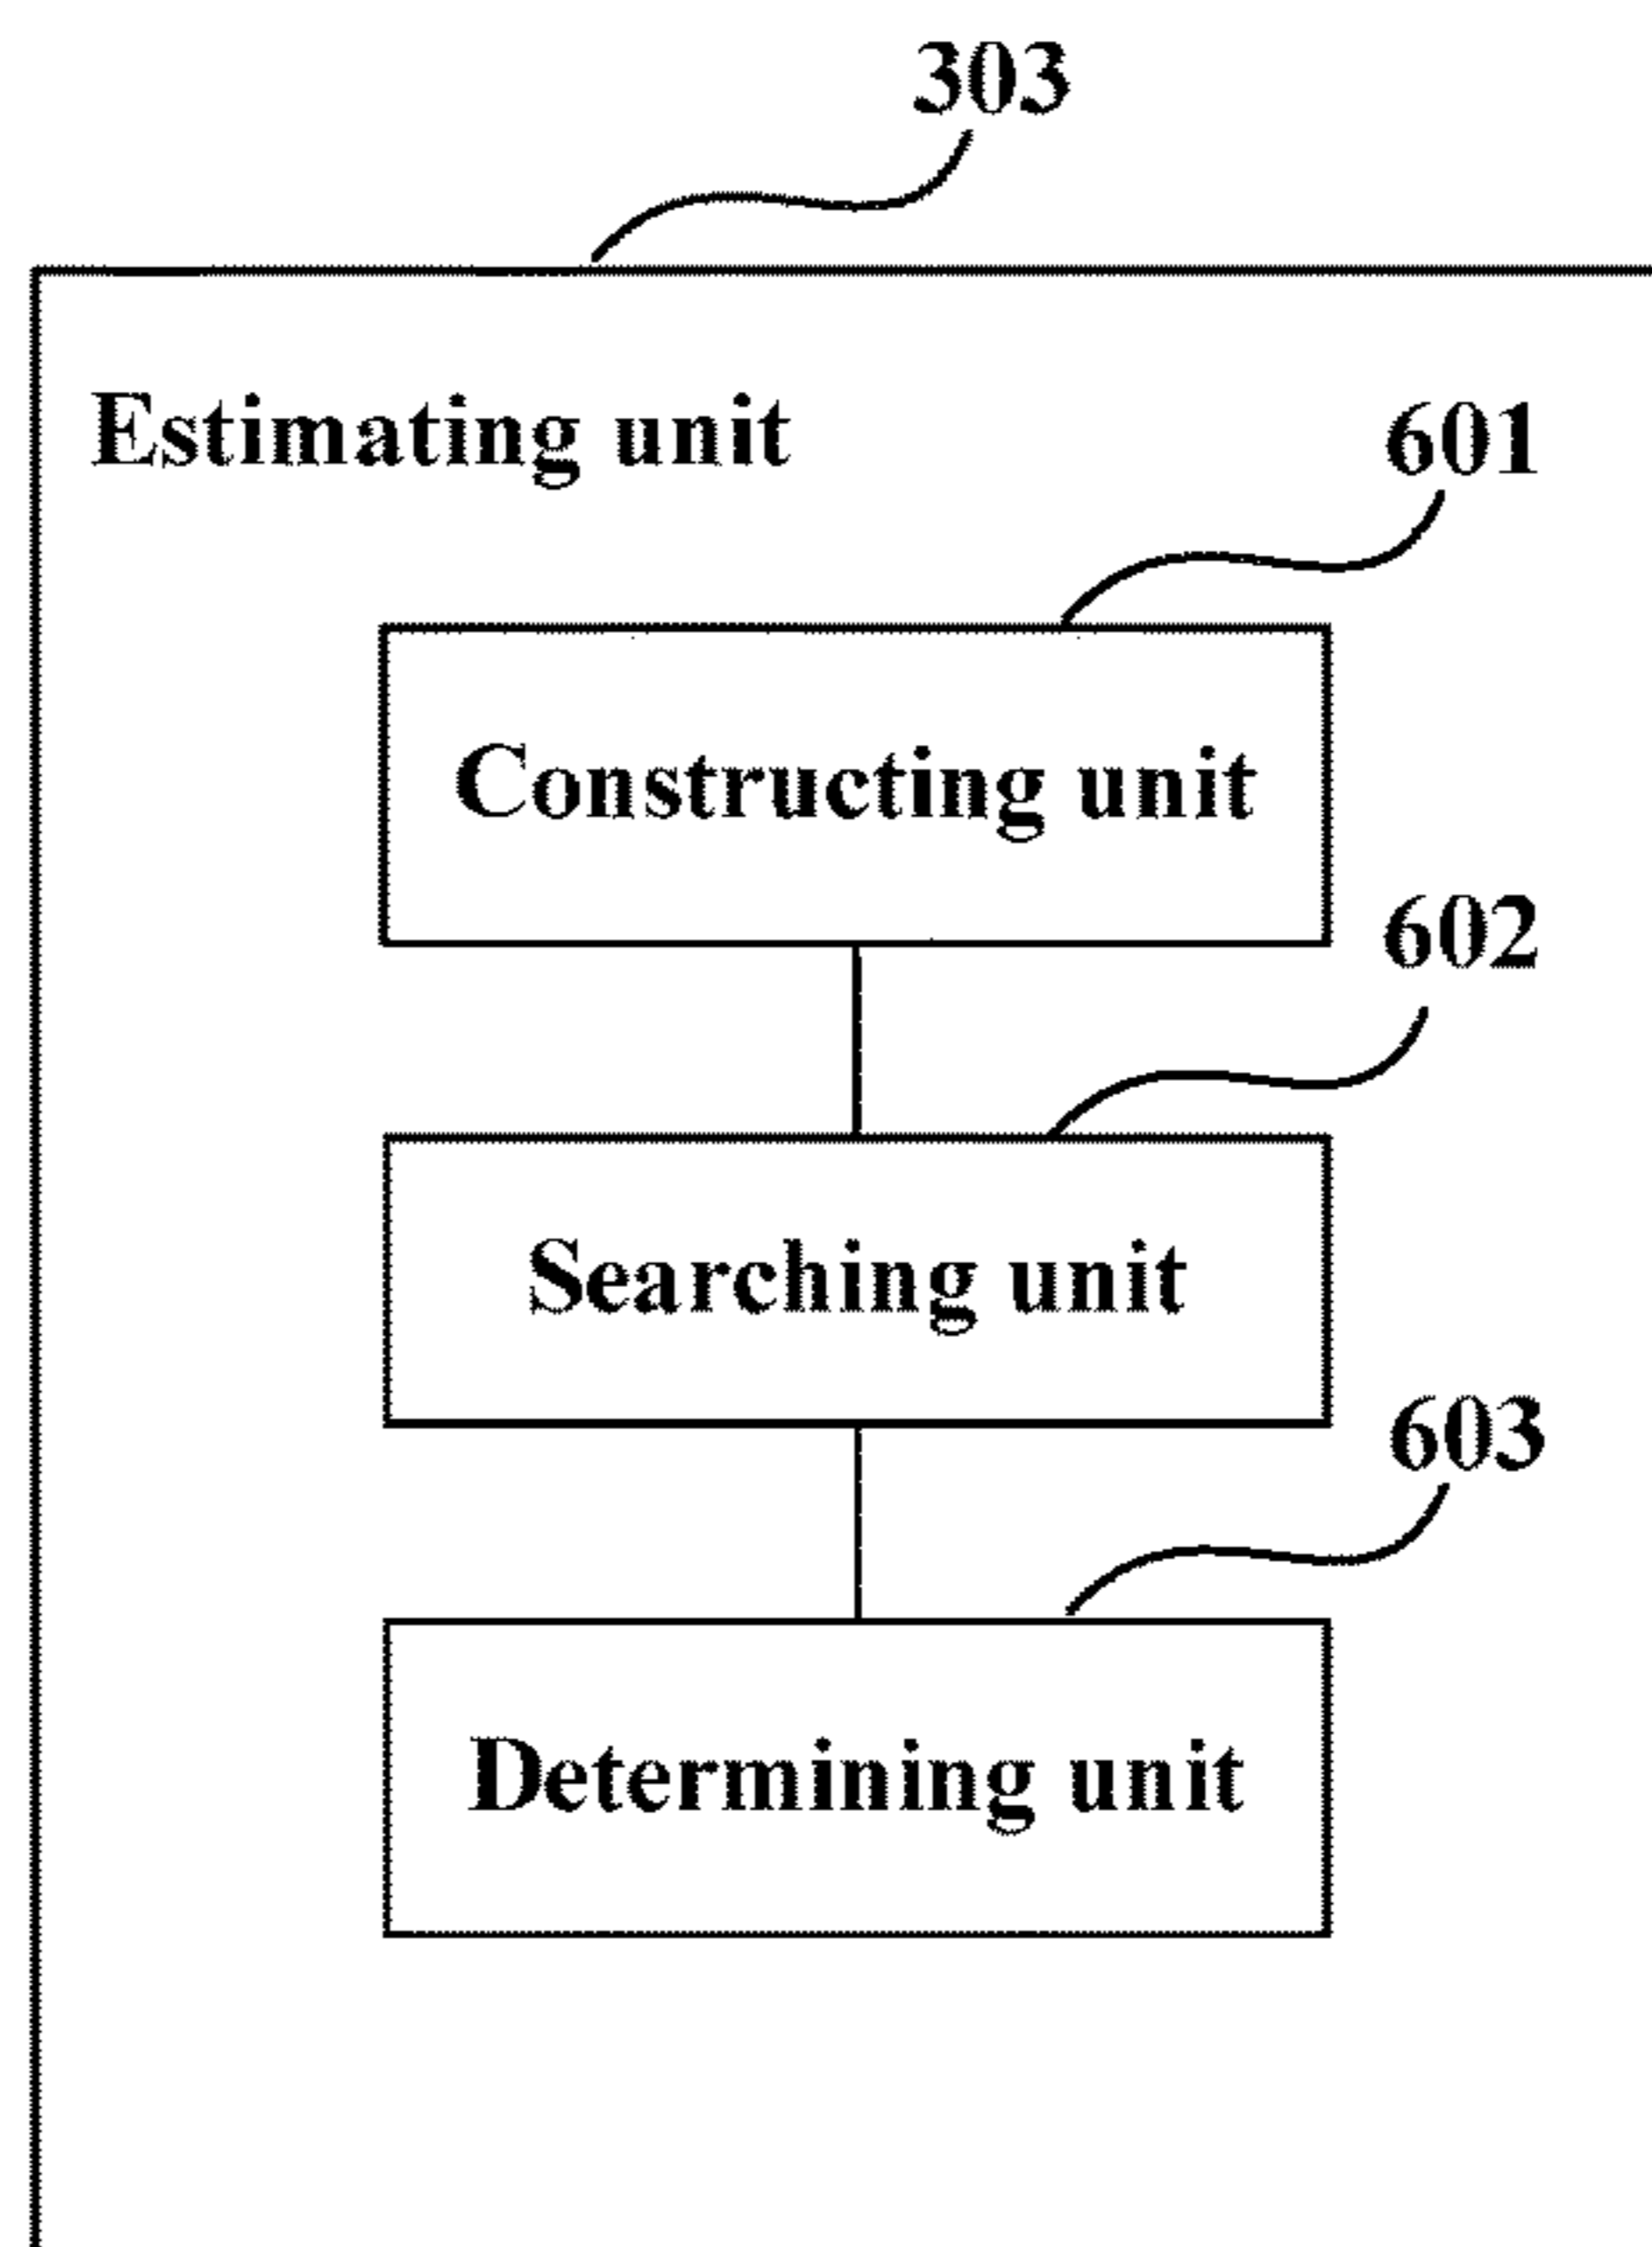 303
Estimating unit
601
Constructing unit
602
Searching unit
603
Determining unit